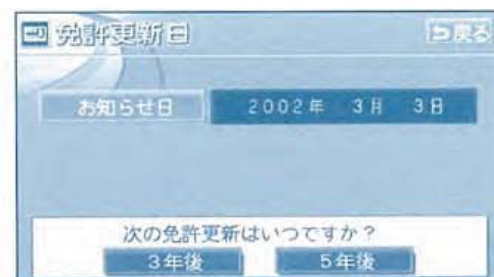 免許更新日 戻る
お知らせ日 2002年 3月 3日
次の免許更新はいつですか？
3年後 5年後